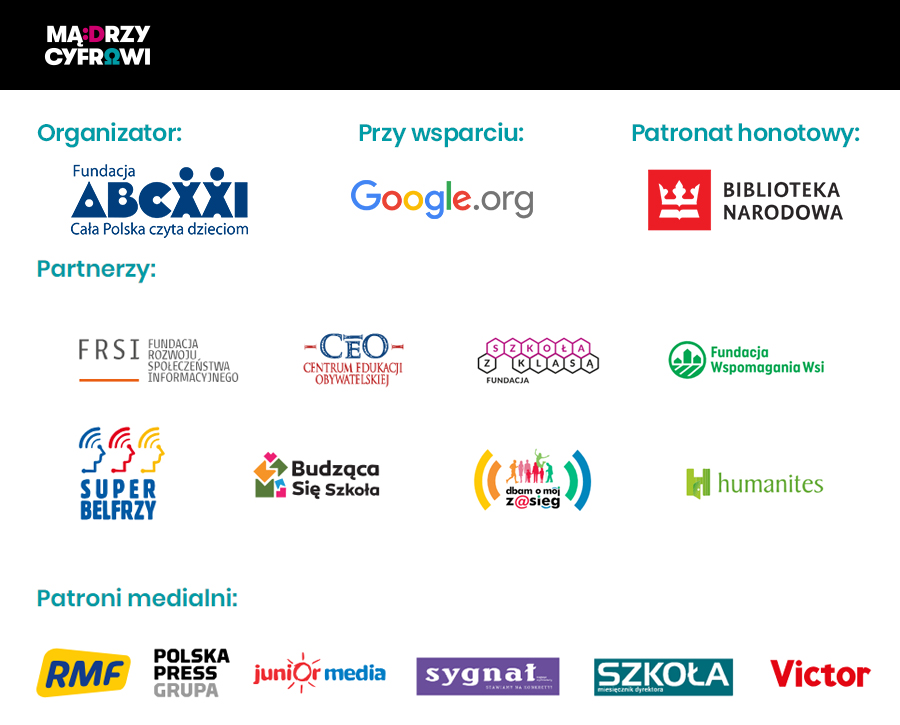 MĄ:DRZY
CYFROWI
Organizator:
Przy wsparciu:
Patronat honotowy:
Fundacja
ABCXXI
Cała Polska czyta dzieciom
Google.org
BIBLIOTEKA
NARODOWA
Partnerzy:
FRSI
FUNDACJA
ROZWOJU
SPOŁECZEŃSTWA
INFORMACYJNEGO
CEO
CENTRUM EDUKACJI
OBYWATELSKIEJ
SZKOŁA
Z KLASĄ
FUNDACJA
Fundacja
Wspomagania Wsi
SUPER
BELFRZY
Budząca
Się Szkoła
dbam o mój
z@sięg
humanites
Patroni medialni:
RMF
POLSKA
PRESS
GRUPA
junior media
sygnał
SZKOŁA
miesięcznik dyrektora
Victor